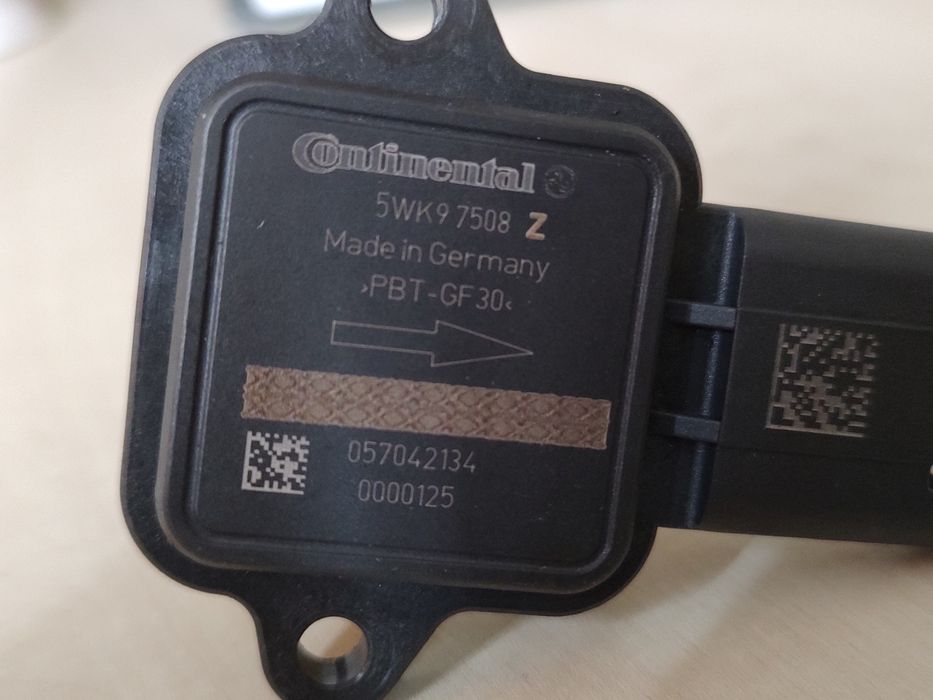 Continental
5WK9 7508 Z
Made in Germany
›PBT-GF30‹
057042134
0000125